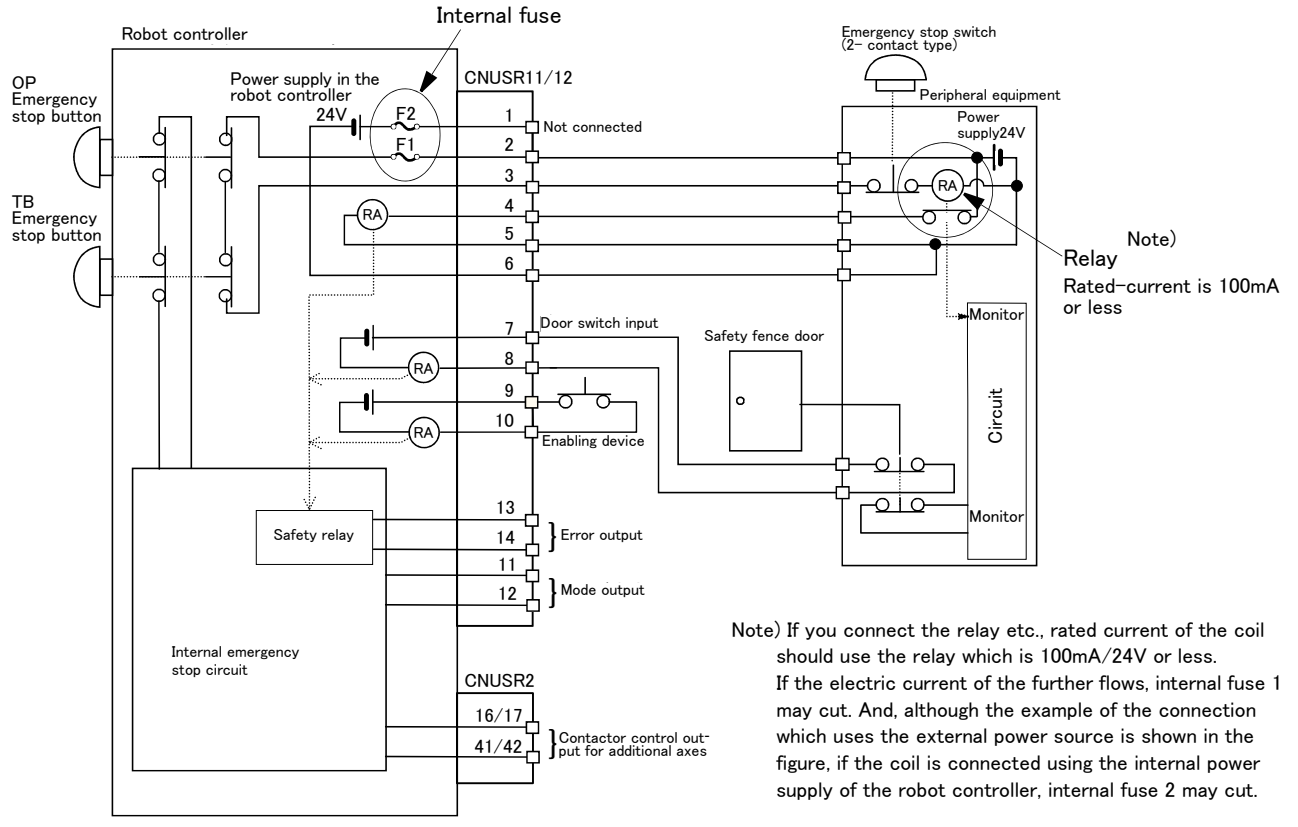 Internal fuse
Robot controller
Emergency stop switch
(2- contact type)
OP
Emergency
stop button
Power supply in the
robot controller
24V
CNUSR11/12
Peripheral equipment
Power
supply24V
F2
1
Not connected
F1
2
3
RA
TB
Emergency
stop button
RA
4
5
6
Note)
Relay
Rated-current is 100mA
or less
7
Door switch input
Safety fence door
Monitor
8
RA
9
10
RA
Enabling device
Circuit
13
Safety relay
14
Error output
Monitor
11
12
Mode output
Internal emergency
stop circuit
CNUSR2
16/17
41/42
Contactor control out-
put for additional axes
Note) If you connect the relay etc., rated current of the coil
should use the relay which is 100mA/24V or less.
If the electric current of the further flows, internal fuse 1
may cut. And, although the example of the connection
which uses the external power source is shown in the
figure, if the coil is connected using the internal power
supply of the robot controller, internal fuse 2 may cut.